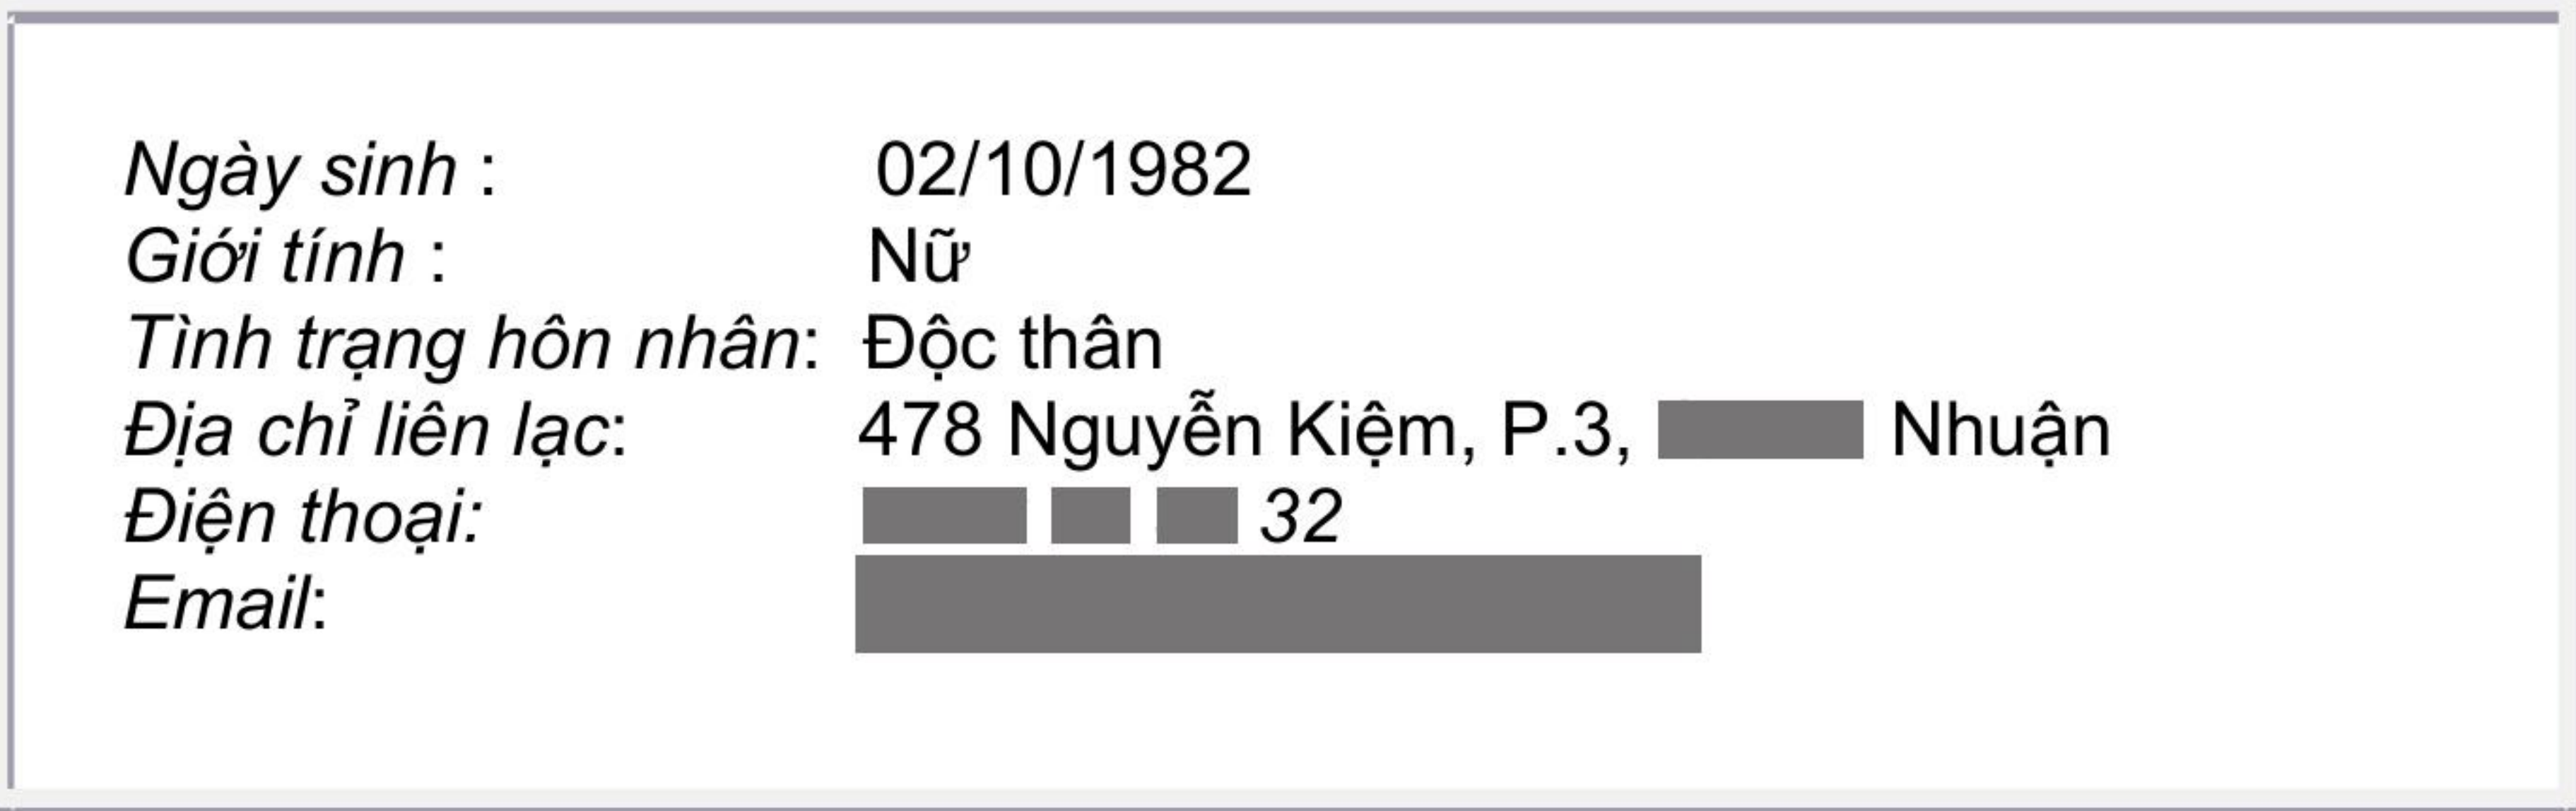 Ngày sinh : 02/10/1982
Giới tính : Nữ
Tình trạng hôn nhân: Độc thân
Địa chỉ liên lạc: 478 Nguyễn Kiệm, P.3, Nhuận
Điện thoại: 32
Email: